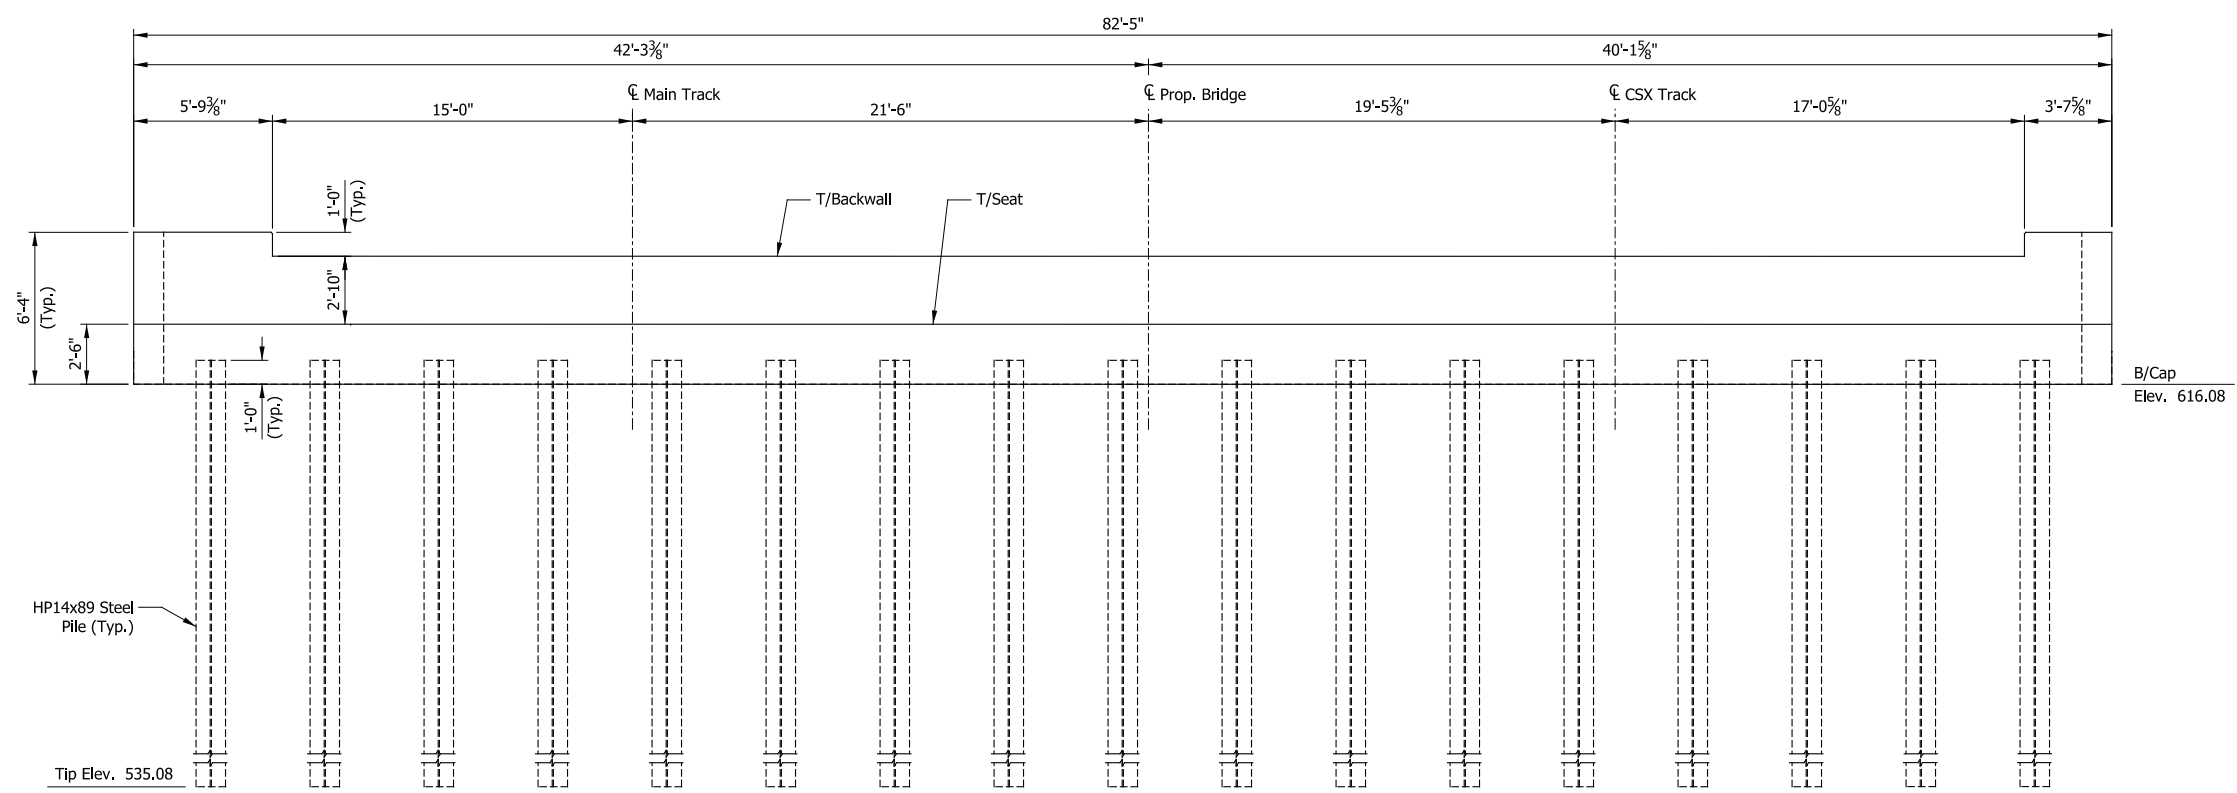 82'-5"
42'-3⅜"
40'-1⅝"
5'-9⅜"
15'-0"
℄ Main Track
21'-6"
℄ Prop. Bridge
19'-5⅜"
℄ CSX Track
17'-0⅝"
3'-7⅝"
1'-0"
(Typ.)
T/Backwall
T/Seat
6'-4"
(Typ.)
2'-10"
2'-6"
1'-0"
(Typ.)
B/Cap
Elev. 616.08
HP14x89 Steel
Pile (Typ.)
Tip Elev. 535.08